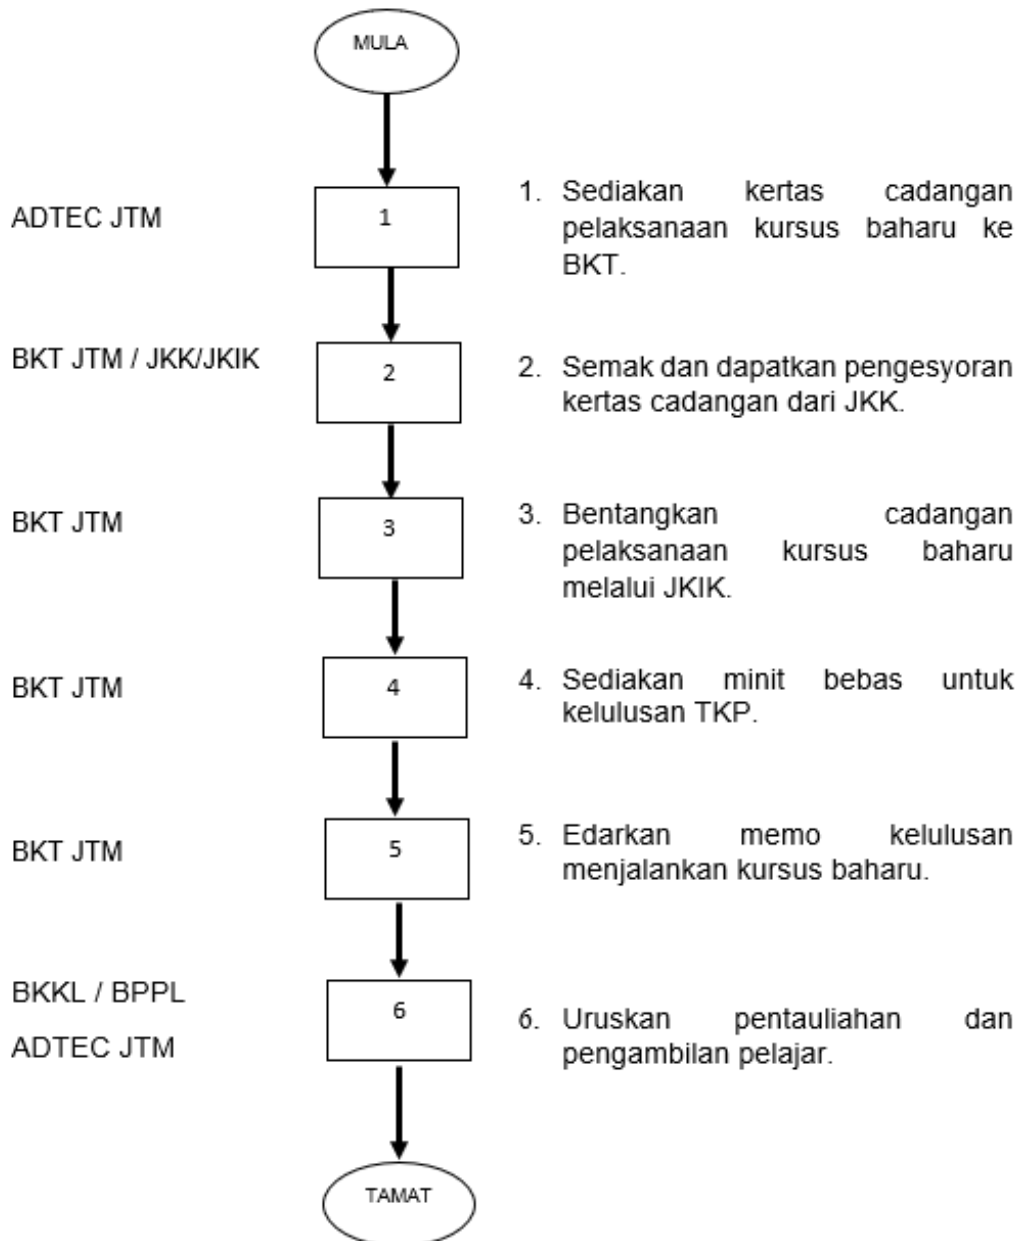 MULA
ADTEC JTM
1
1. Sediakan kertas cadangan
pelaksanaan kursus baharu ke
BKT.
BKT JTM / JKK/JKIK
2
2. Semak dan dapatkan pengesyoran
kertas cadangan dari JKK.
BKT JTM
3
3. Bentangkan cadangan
pelaksanaan kursus baharu
melalui JKIK.
BKT JTM
4
4. Sediakan minit bebas untuk
kelulusan TKP.
BKT JTM
5
5. Edarkan memo kelulusan
menjalankan kursus baharu.
BKKL / BPPL
ADTEC JTM
6
6. Uruskan pentauliahan dan
pengambilan pelajar.
TAMAT